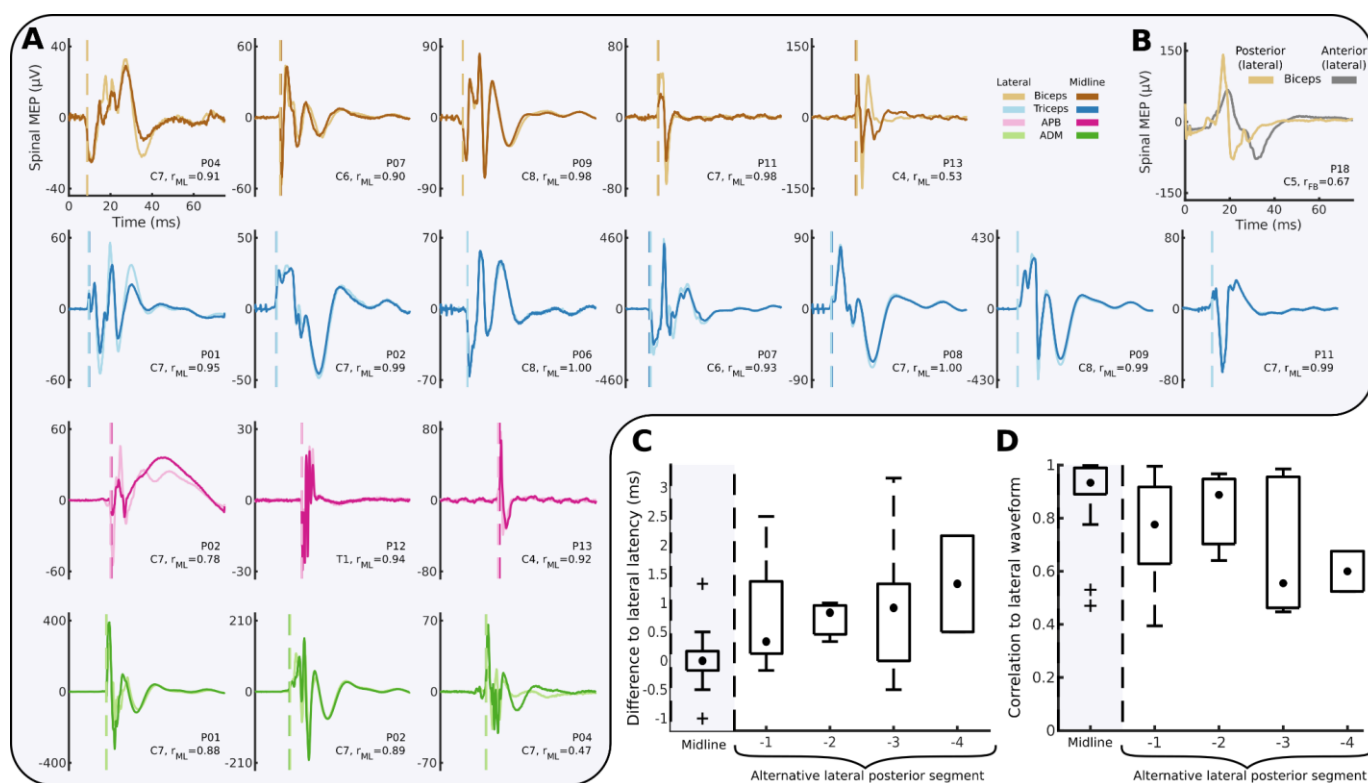 A
Spinal MEP (µV)
40
0
-40
0
20
40
60
Time (ms)
P04
C7, rML=0.91
60
0
-60
P07
C6, rML=0.90
90
0
-90
P09
C8, rML=0.98
80
0
-80
P11
C7, rML=0.98
150
0
-150
P13
C4, rML=0.53
Lateral Midline
Biceps
Triceps
APB
ADM
B
Spinal MEP (µV)
150
0
-150
0
20
40
60
Time (ms)
Posterior (lateral)
Anterior (lateral)
Biceps
P18
C5, rFB=0.67
60
0
-60
P01
C7, rML=0.95
50
0
-50
P02
C7, rML=0.99
70
0
-70
P06
C8, rML=1.00
460
0
-460
P07
C6, rML=0.93
90
0
-90
P08
C7, rML=1.00
430
0
-430
P09
C8, rML=0.99
80
0
-80
P11
C7, rML=0.99
60
0
-60
P02
C7, rML=0.78
30
0
-30
P12
T1, rML=0.94
80
0
-80
P13
C4, rML=0.92
400
0
-400
P01
C7, rML=0.88
210
0
-210
P02
C7, rML=0.89
70
0
-70
P04
C7, rML=0.47
C
Difference to lateral latency (ms)
3
2.5
2
1.5
1
0.5
0
-0.5
-1
Midline
-1
-2
-3
-4
Alternative lateral posterior segment
D
Correlation to lateral waveform
1
0.8
0.6
0.4
0.2
0
Midline
-1
-2
-3
-4
Alternative lateral posterior segment